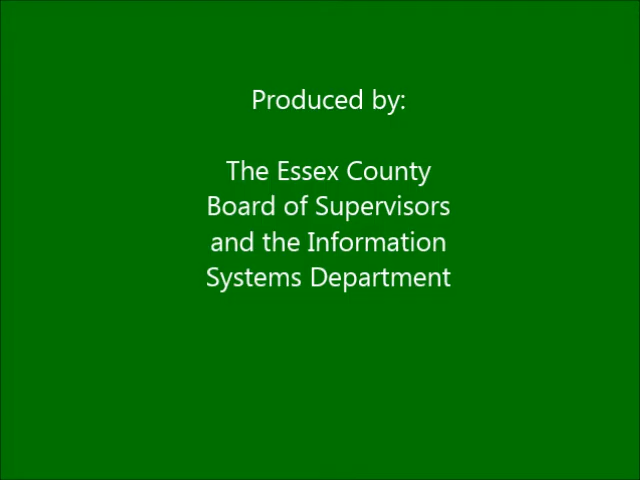 Produced by:
The Essex County
Board of Supervisors
and the Information
Systems Department